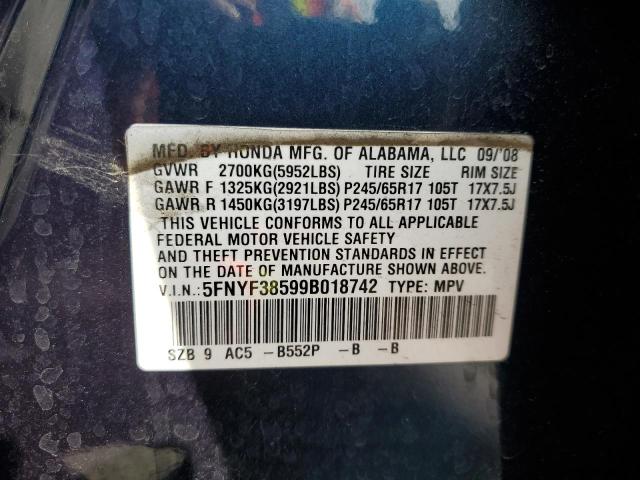 MFD. BY HONDA MFG. OF ALABAMA, LLC 09/'08
GVWR 2700KG(5952LBS) TIRE SIZE RIM SIZE
GAWR F 1325KG(2921LBS) P245/65R17 105T 17X7.5J
GAWR R 1450KG(3197LBS) P245/65R17 105T 17X7.5J
THIS VEHICLE CONFORMS TO ALL APPLICABLE
FEDERAL MOTOR VEHICLE SAFETY
AND THEFT PREVENTION STANDARDS IN EFFECT
ON THE DATE OF MANUFACTURE SHOWN ABOVE.
V.I.N.: 5FNYF38599B018742 TYPE: MPV
SZB 9 AC5 -B552P -B -B